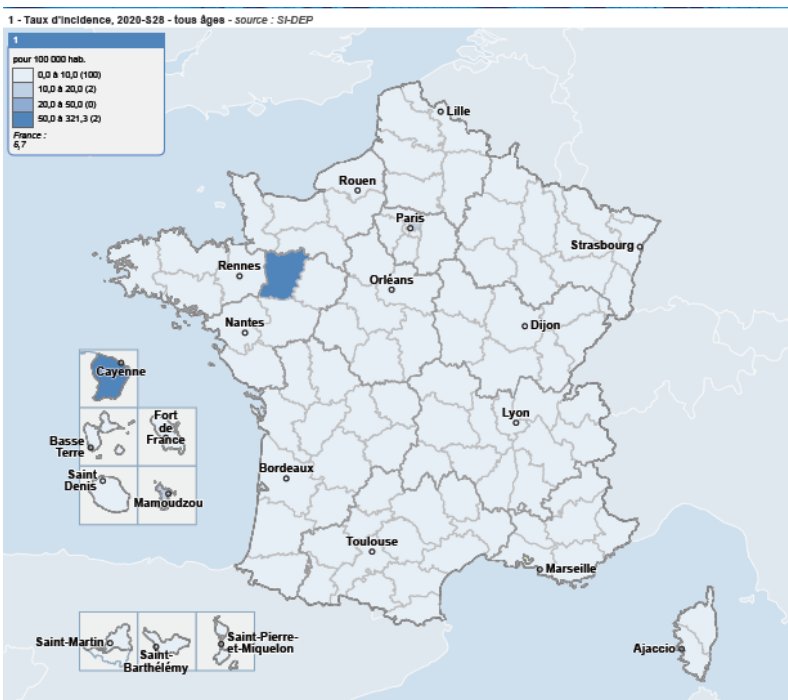 1 - Taux d'incidence, 2020-S28 - tous âges - source : SI-DEP
1
pour 100 000 hab.
0,0 à 10,0 (100)
10,0 à 20,0 (2)
20,0 à 50,0 (0)
50,0 à 321,3 (2)
France :
6,7
Lille
Rouen
Paris
Strasbourg
Rennes
Orléans
Nantes
Dijon
Cayenne
Lyon
Fort
de
France
Basse
Terre
Bordeaux
Saint
Denis
Mamoudzou
Toulouse
Marseille
Saint-Martin
Saint-
Barthélémy
Saint-Pierre-
et-Miquelon
Ajaccio